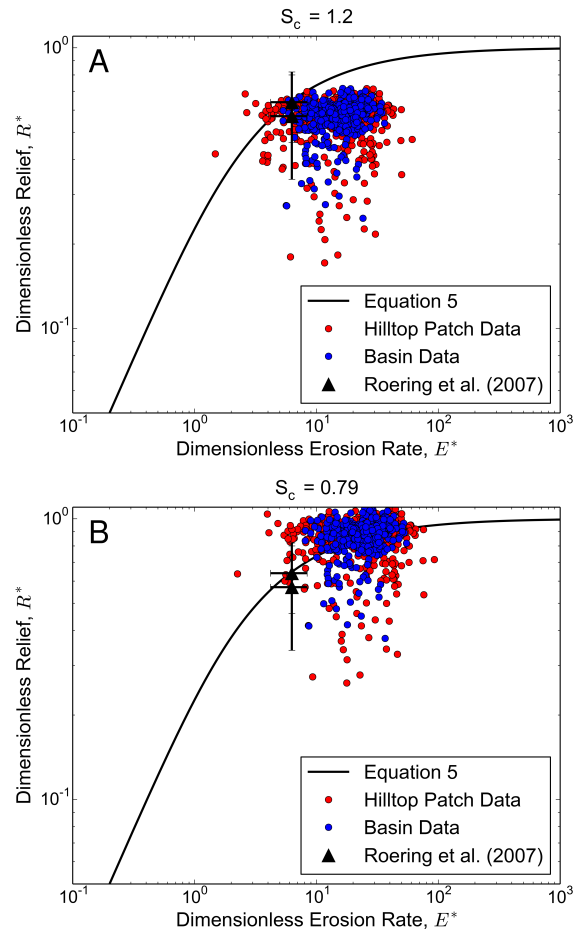 S_c = 1.2
A
10^0
10^-1
Dimensionless Relief, R*
Equation 5
Hilltop Patch Data
Basin Data
Roering et al. (2007)
10^-1 10^0 10^1 10^2 10^3
Dimensionless Erosion Rate, E*
S_c = 0.79
B
10^0
10^-1
Dimensionless Relief, R*
Equation 5
Hilltop Patch Data
Basin Data
Roering et al. (2007)
10^-1 10^0 10^1 10^2 10^3
Dimensionless Erosion Rate, E*